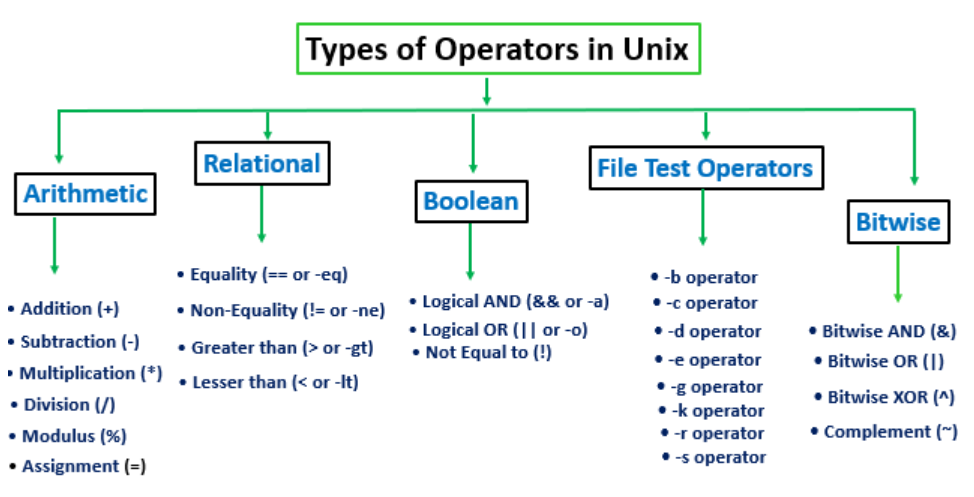 Types of Operators in Unix
Arithmetic
• Addition (+)
• Subtraction (-)
• Multiplication (*)
• Division (/)
• Modulus (%)
• Assignment (=)
Relational
• Equality (== or -eq)
• Non-Equality (!= or -ne)
• Greater than (> or -gt)
• Lesser than (< or -lt)
Boolean
• Logical AND (&& or -a)
• Logical OR (|| or -o)
• Not Equal to (!)
File Test Operators
• -b operator
• -c operator
• -d operator
• -e operator
• -g operator
• -k operator
• -r operator
• -s operator
Bitwise
• Bitwise AND (&)
• Bitwise OR (|)
• Bitwise XOR (^)
• Complement (~)